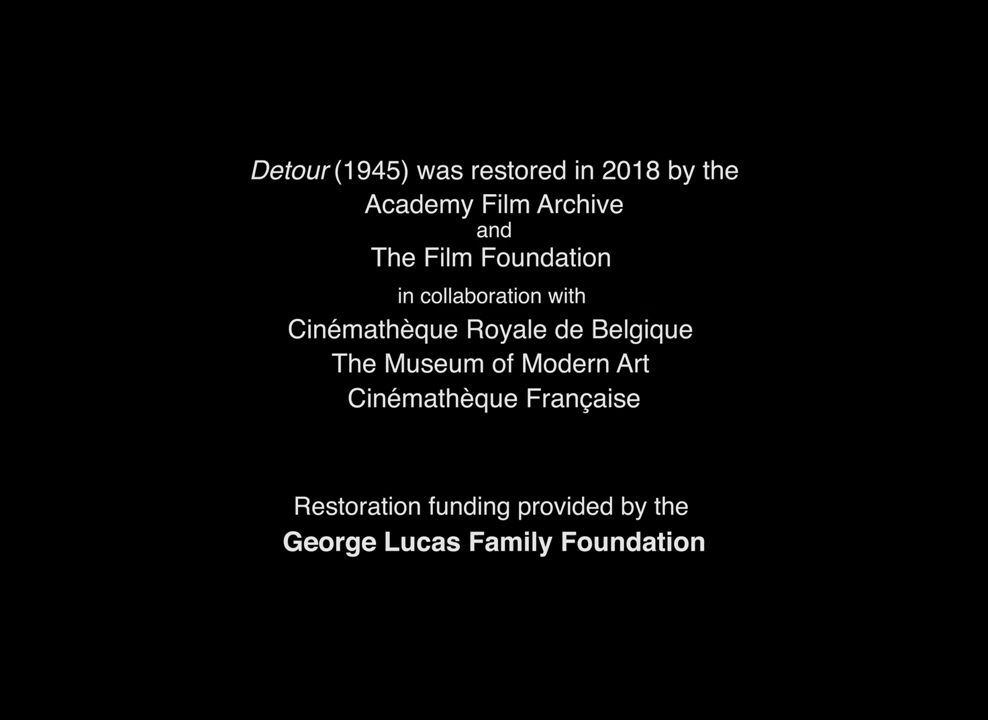 Detour (1945) was restored in 2018 by the
Academy Film Archive
and
The Film Foundation
in collaboration with
Cinémathèque Royale de Belgique
The Museum of Modern Art
Cinémathèque Française
Restoration funding provided by the
George Lucas Family Foundation